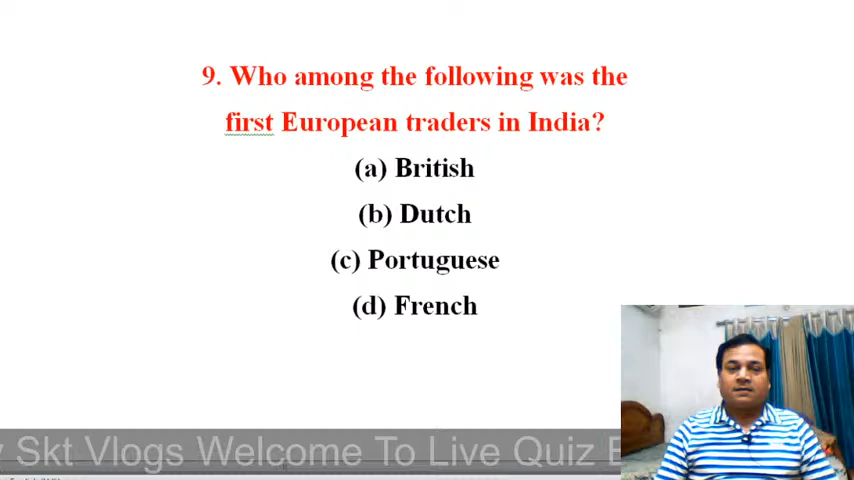 9. Who among the following was the
first European traders in India?
(a) British
(b) Dutch
(c) Portuguese
(d) French
Skt Vlogs Welcome To Live Quiz